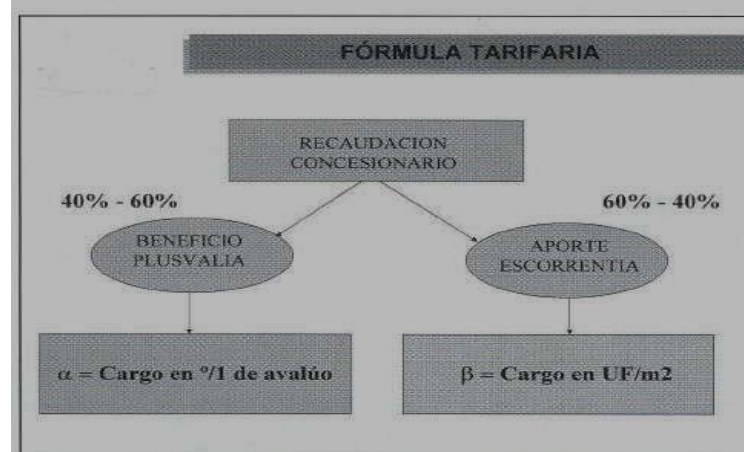 FÓRMULA TARIFARIA
RECAUDACION
CONCESIONARIO
40% - 60%
60% - 40%
BENEFICIO
PLUSVALIA
APORTE
ESCORRENTIA
α = Cargo en º/1 de avalúo
β = Cargo en UF/m2